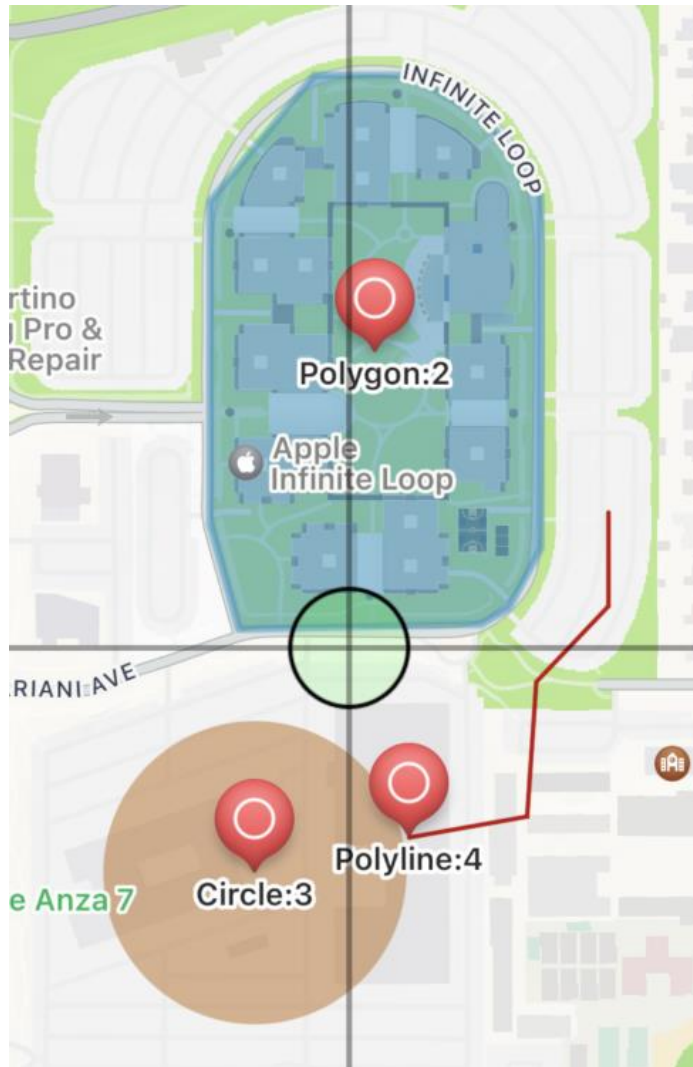 INFINITE LOOP
rtino
Pro &
Repair
Polygon:2
Apple
Infinite Loop
RIANI AVE
Polyline:4
Circle:3
e Anza 7